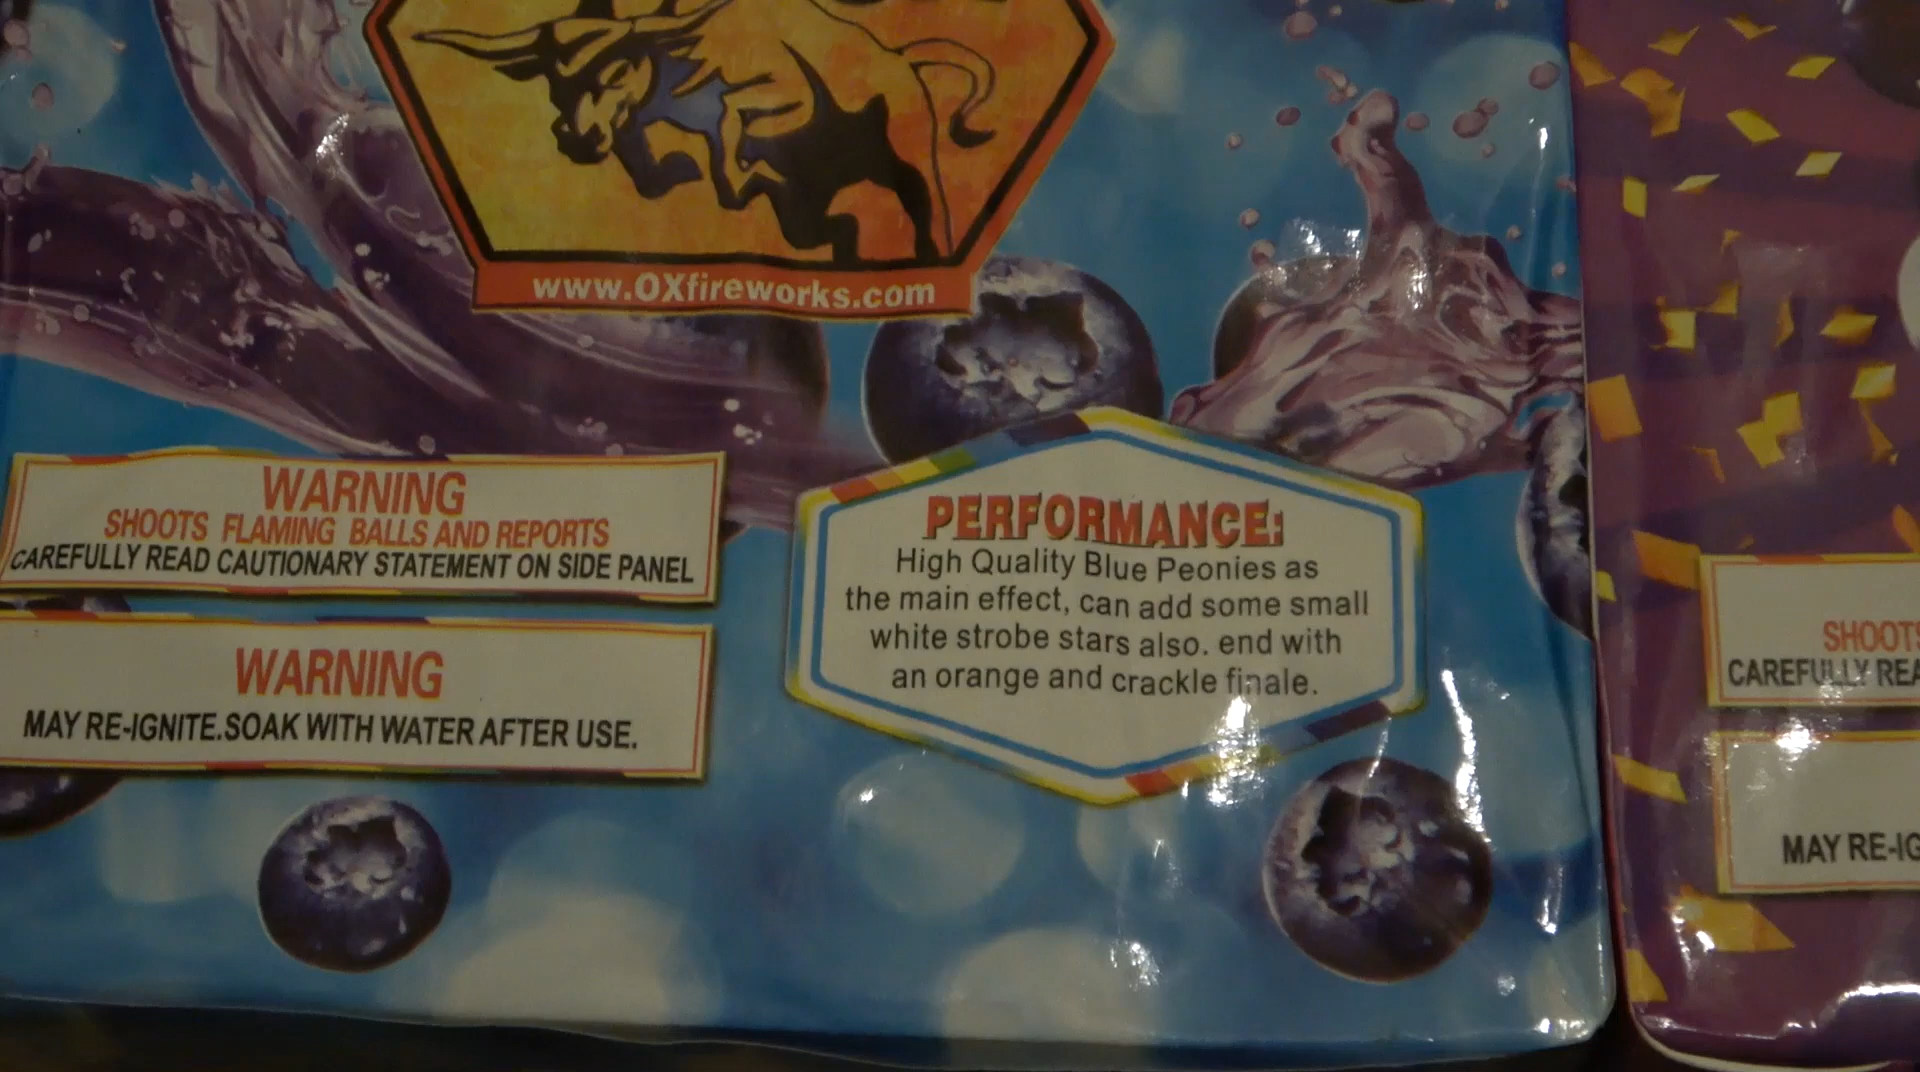 www.OXfireworks.com
WARNING
SHOOTS FLAMING BALLS AND REPORTS
CAREFULLY READ CAUTIONARY STATEMENT ON SIDE PANEL
WARNING
MAY RE-IGNITE.SOAK WITH WATER AFTER USE.
PERFORMANCE:
High Quality Blue Peonies as
the main effect, can add some small
white strobe stars also. end with
an orange and crackle finale.
SHOOTS
CAREFULLY REA
MAY RE-IG